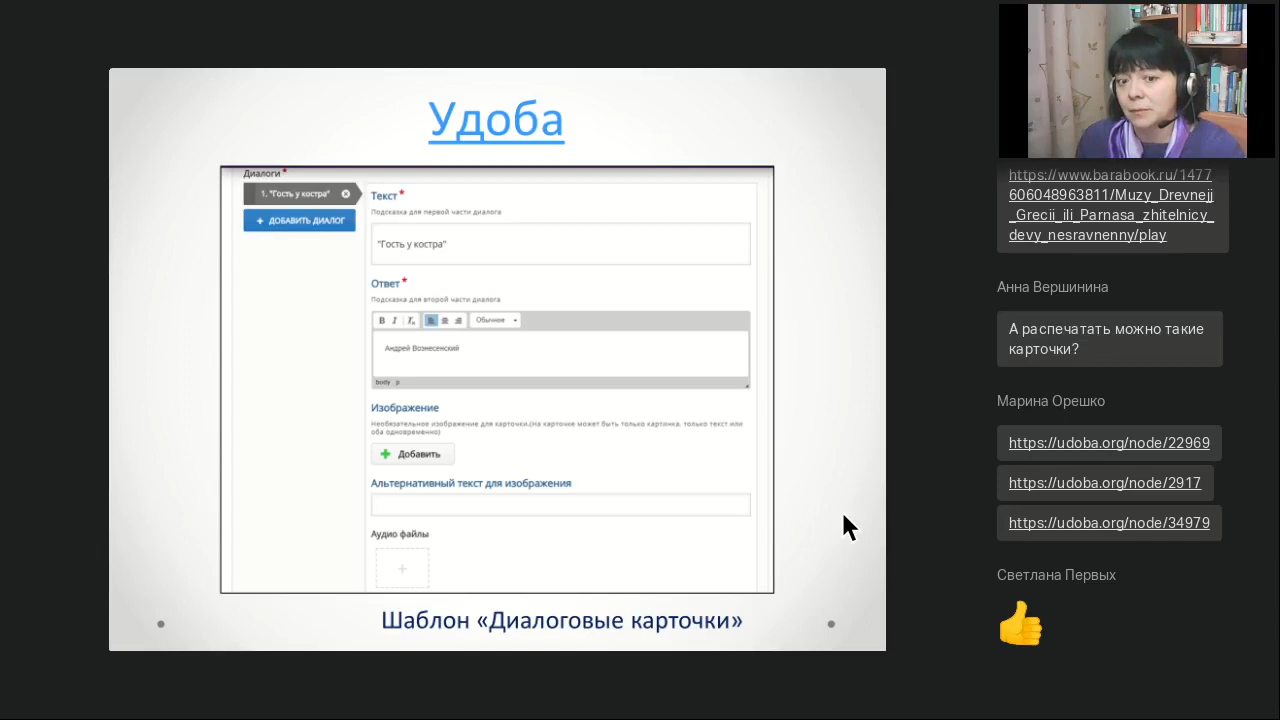 Удоба
Диалоги *
1. "Гость у костра"
+ ДОБАВИТЬ ДИАЛОГ
Текст *
Подсказка для первой части диалога
"Гость у костра"
Ответ *
Подсказка для второй части диалога
B I Tx Обычное
Андрей Вознесенский
body p
Изображение
Необязательное изображение для карточки.(На карточке может быть только картинка, только текст или
оба одновременно)
Добавить
Альтернативный текст для изображения
Аудио файлы
+
Шаблон «Диалоговые карточки»
https://www.barabook.ru/1477
606048963811/Muzy_Drevnejj
_Grecii_ili_Parnasa_zhitelnicy_
devy_nesravnenny/play
Анна Вершинина
А распечатать можно такие
карточки?
Марина Орешко
https://udoba.org/node/22969
https://udoba.org/node/2917
https://udoba.org/node/34979
Светлана Первых